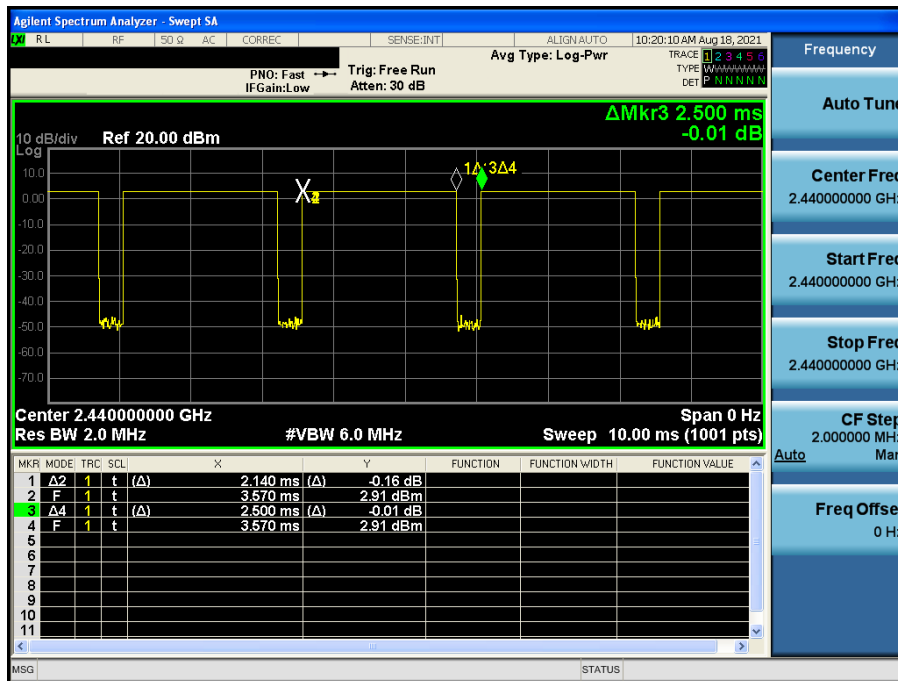 Agilent Spectrum Analyzer - Swept SA
LXI RL RF 50 Ω AC CORREC SENSE:INT ALIGN AUTO 10:20:10 AM Aug 18, 2021
Frequency
Avg Type: Log-Pwr
TRACE 1 2 3 4 5 6
PNO: Fast Trig: Free Run
TYPE WWWWWW
IFGain:Low Atten: 30 dB
DET P N N N N N
Auto Tune
ΔMkr3 2.500 ms
-0.01 dB
10 dB/div Ref 20.00 dBm
Log
10.0
0.00
-10.0
-20.0
-30.0
-40.0
-50.0
-60.0
-70.0
1Δ 3Δ4
Center Freq
2.440000000 GHz
Start Freq
2.440000000 GHz
Stop Freq
2.440000000 GHz
Center 2.440000000 GHz Span 0 Hz
Res BW 2.0 MHz #VBW 6.0 MHz Sweep 10.00 ms (1001 pts)
CF Step
2.000000 MHz
Auto Man
MKR MODE TRC SCL X Y FUNCTION FUNCTION WIDTH FUNCTION VALUE
1 Δ2 1 t (Δ) 2.140 ms (Δ) -0.16 dB
2 F 1 t 3.570 ms 2.91 dBm
3 Δ4 1 t (Δ) 2.500 ms (Δ) -0.01 dB
4 F 1 t 3.570 ms 2.91 dBm
5
6
7
8
9
10
11
Freq Offset
0 Hz
MSG STATUS